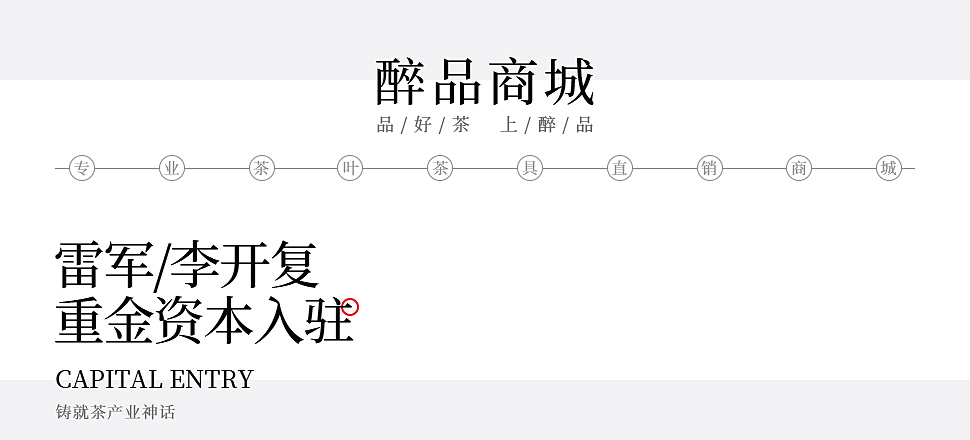 醉品商城
品/好/茶 上/醉/品
专业茶叶茶具直销商城
雷军/李开复
重金资本入驻
CAPITAL ENTRY
铸就茶产业神话